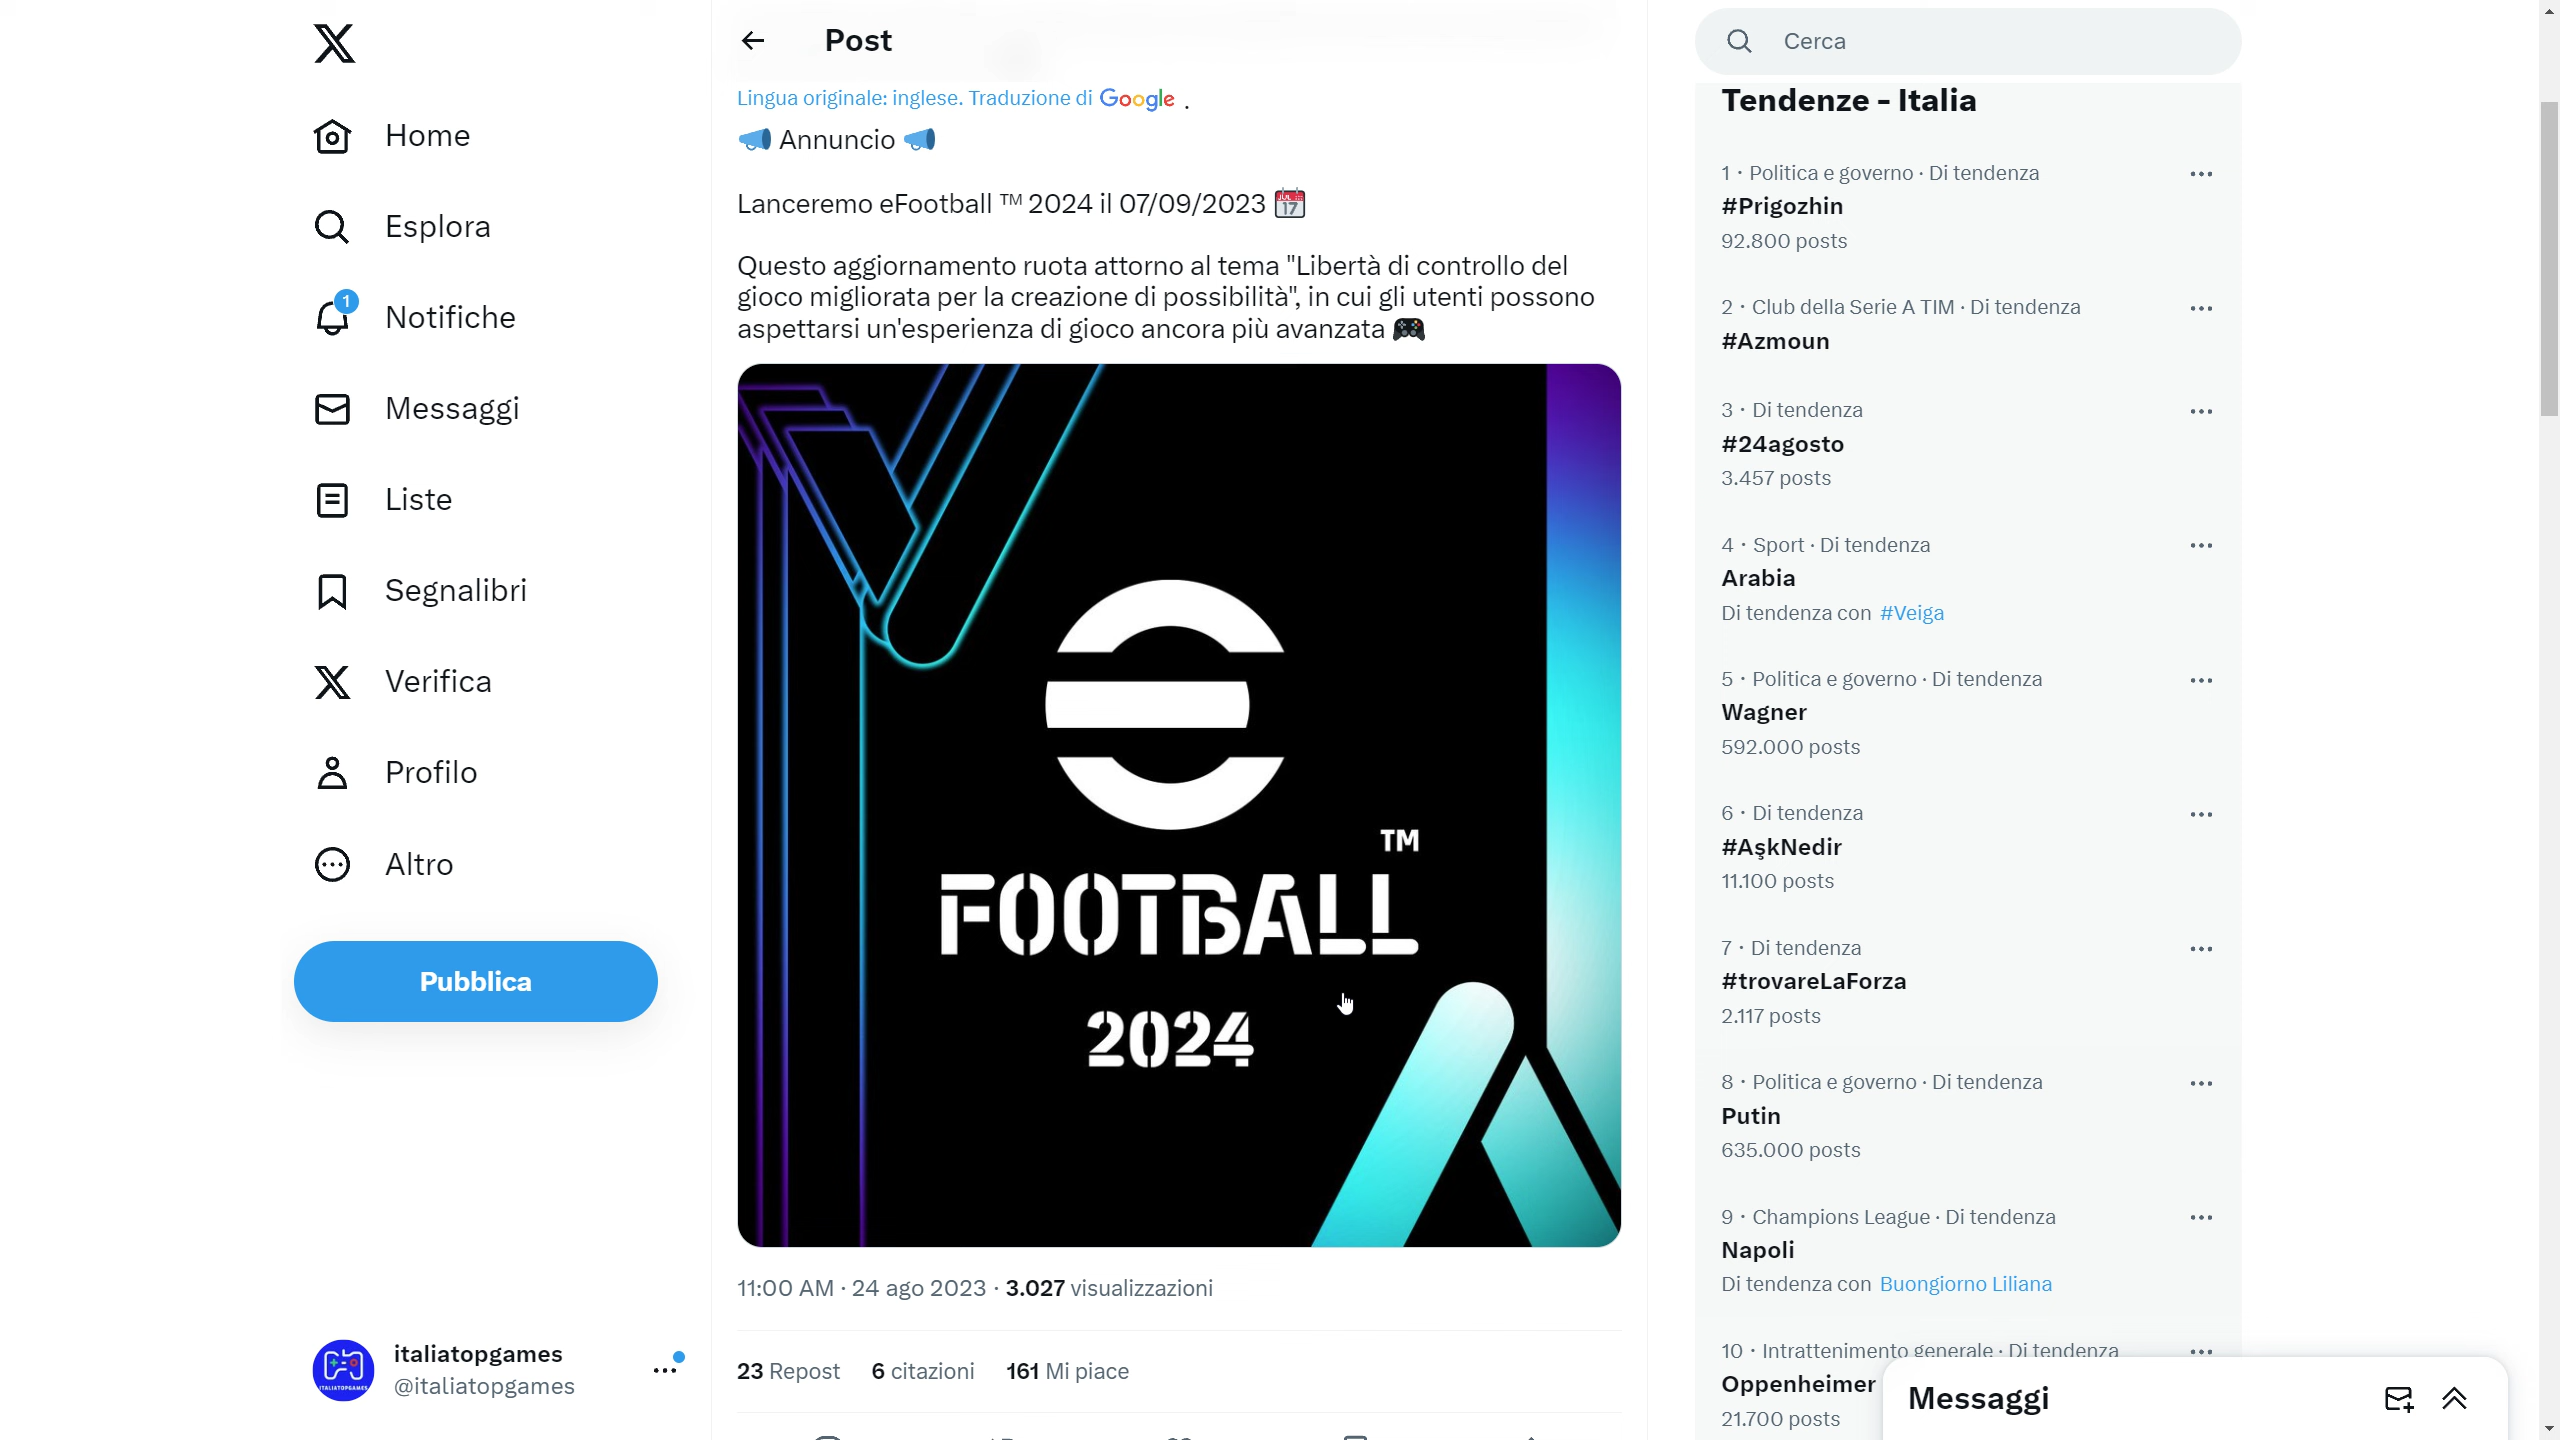 Home
Esplora
1
Notifiche
Messaggi
Liste
Segnalibri
Verifica
Profilo
Altro
Pubblica
italiatopgames
@italiatopgames
Post
Lingua originale: inglese. Traduzione di Google .
Annuncio
Lanceremo eFootball ™ 2024 il 07/09/2023
Questo aggiornamento ruota attorno al tema "Libertà di controllo del
gioco migliorata per la creazione di possibilità", in cui gli utenti possono
aspettarsi un'esperienza di gioco ancora più avanzata
e
FOOTBALL™
2024
11:00 AM · 24 ago 2023 · 3.027 visualizzazioni
23 Repost 6 citazioni 161 Mi piace
Cerca
Tendenze - Italia
1 · Politica e governo · Di tendenza
#Prigozhin
92.800 posts
2 · Club della Serie A TIM · Di tendenza
#Azmoun
3 · Di tendenza
#24agosto
3.457 posts
4 · Sport · Di tendenza
Arabia
Di tendenza con #Veiga
5 · Politica e governo · Di tendenza
Wagner
592.000 posts
6 · Di tendenza
#AşkNedir
11.100 posts
7 · Di tendenza
#trovareLaForza
2.117 posts
8 · Politica e governo · Di tendenza
Putin
635.000 posts
9 · Champions League · Di tendenza
Napoli
Di tendenza con Buongiorno Liliana
10 · Intrattenimento generale · Di tendenza
Oppenheimer
21.700 posts
Messaggi